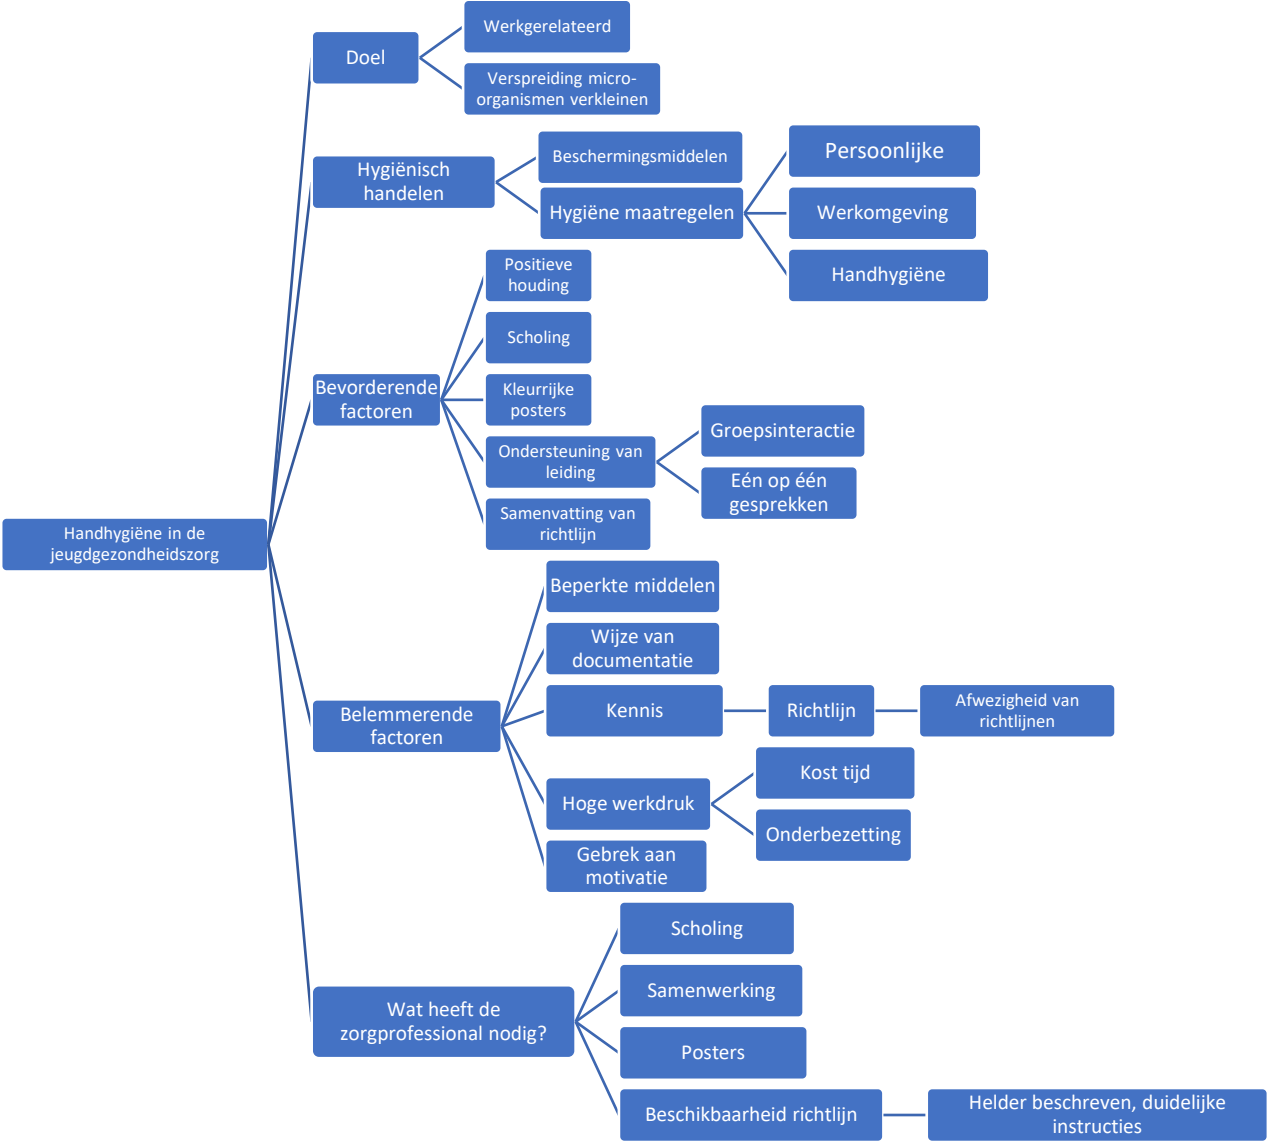 Werkgerelateerd
Doel
Verspreiding micro-
organismen verkleinen
Hygiënisch
handelen
Beschermingsmiddelen
Hygiëne maatregelen
Persoonlijke
Werkomgeving
Handhygiëne
Positieve
houding
Scholing
Bevorderende
factoren
Kleurrijke
posters
Ondersteuning van
leiding
Groepsinteractie
Eén op één
gesprekken
Samenvatting van
richtlijn
Handhygiëne in de
jeugdgezondheidszorg
Beperkte middelen
Wijze van
documentatie
Belemmerende
factoren
Kennis
Richtlijn
Afwezigheid van
richtlijnen
Hoge werkdruk
Kost tijd
Onderbezetting
Gebrek aan
motivatie
Wat heeft de
zorgprofessional nodig?
Scholing
Samenwerking
Posters
Beschikbaarheid richtlijn
Helder beschreven, duidelijke
instructies